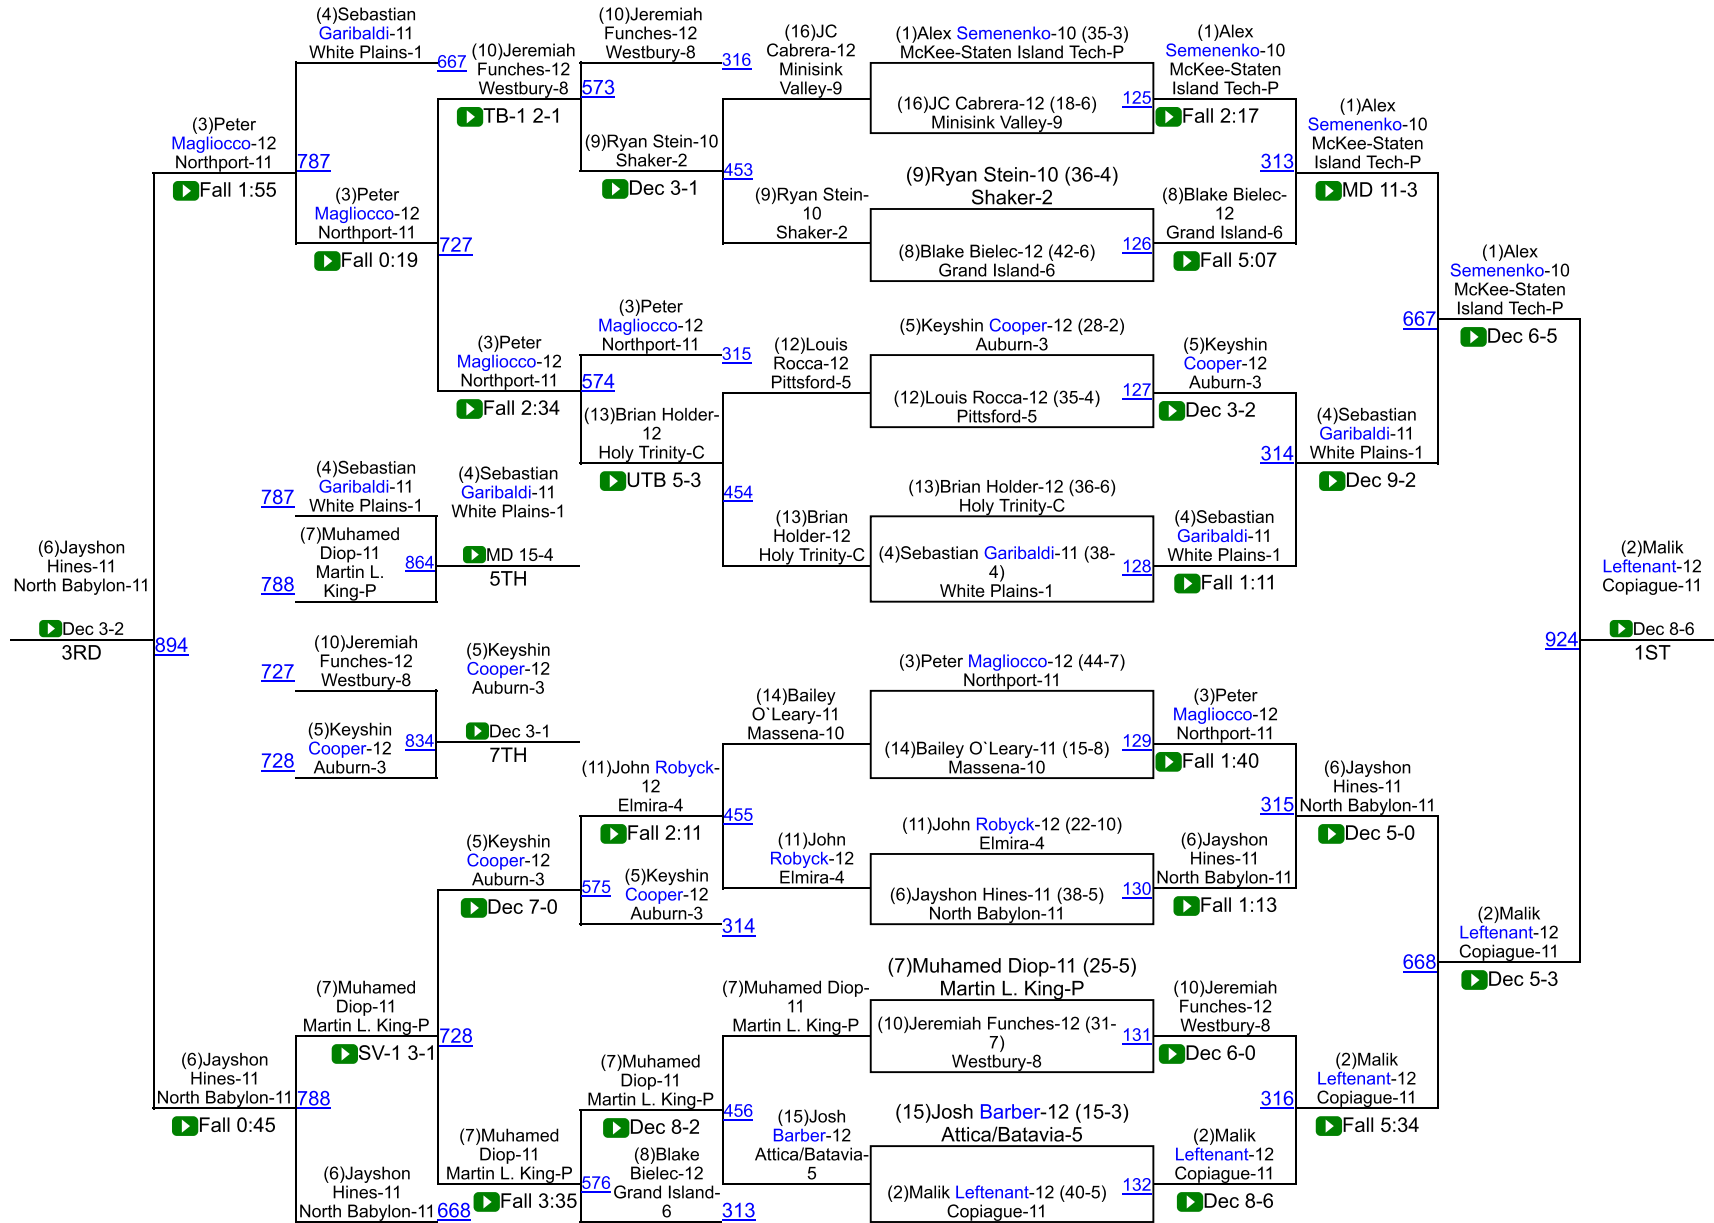 (4)Sebastian
Garibaldi-11
White Plains-1
667
(10)Jeremiah
Funches-12
Westbury-8
TB-1 2-1
(10)Jeremiah
Funches-12
Westbury-8
316
573
(9)Ryan Stein-10
Shaker-2
Dec 3-1
453
(3)Peter
Magliocco-12
Northport-11
Fall 1:55
787
(3)Peter
Magliocco-12
Northport-11
Fall 0:19
727
(3)Peter
Magliocco-12
Northport-11
Fall 2:34
(3)Peter
Magliocco-12
Northport-11
315
574
(13)Brian Holder-
12
Holy Trinity-C
UTB 5-3
454
(16)JC
Cabrera-12
Minisink
Valley-9
(9)Ryan Stein-
10
Shaker-2
(12)Louis
Rocca-12
Pittsford-5
(13)Brian
Holder-12
Holy Trinity-C
(1)Alex Semenenko-10 (35-3)
McKee-Staten Island Tech-P
(16)JC Cabrera-12 (18-6)
Minisink Valley-9
125
(9)Ryan Stein-10 (36-4)
Shaker-2
(8)Blake Bielec-12 (42-6)
Grand Island-6
126
(5)Keyshin Cooper-12 (28-2)
Auburn-3
(12)Louis Rocca-12 (35-4)
Pittsford-5
127
(13)Brian Holder-12 (36-6)
Holy Trinity-C
(4)Sebastian Garibaldi-11 (38-
4)
White Plains-1
128
(1)Alex
Semenenko-10
McKee-Staten
Island Tech-P
Fall 2:17
(8)Blake Bielec-
12
Grand Island-6
Fall 5:07
313
(5)Keyshin
Cooper-12
Auburn-3
Dec 3-2
(4)Sebastian
Garibaldi-11
White Plains-1
Fall 1:11
314
(1)Alex
Semenenko-10
McKee-Staten
Island Tech-P
MD 11-3
(4)Sebastian
Garibaldi-11
White Plains-1
Dec 9-2
667
(1)Alex
Semenenko-10
McKee-Staten
Island Tech-P
Dec 6-5
787
(4)Sebastian
Garibaldi-11
White Plains-1
788
(7)Muhamed
Diop-11
Martin L.
King-P
864
(4)Sebastian
Garibaldi-11
White Plains-1
MD 15-4
5TH
(6)Jayshon
Hines-11
North Babylon-11
Dec 3-2
3RD
894
727
(10)Jeremiah
Funches-12
Westbury-8
728
(5)Keyshin
Cooper-12
Auburn-3
834
(5)Keyshin
Cooper-12
Auburn-3
Dec 3-1
7TH
924
(2)Malik
Leftenant-12
Copiague-11
Dec 8-6
1ST
(14)Bailey
O`Leary-11
Massena-10
(11)John Robyck-
12
Elmira-4
Fall 2:11
455
(11)John
Robyck-12
Elmira-4
(5)Keyshin
Cooper-12
Auburn-3
Dec 7-0
575
(5)Keyshin
Cooper-12
Auburn-3
314
(7)Muhamed
Diop-11
Martin L. King-P
SV-1 3-1
728
(6)Jayshon
Hines-11
North Babylon-11
Fall 0:45
788
(6)Jayshon
Hines-11
North Babylon-11
668
(7)Muhamed
Diop-11
Martin L. King-P
Fall 3:35
(7)Muhamed
Diop-11
Martin L. King-P
Dec 8-2
456
576
(8)Blake
Bielec-12
Grand Island-
6
313
(7)Muhamed Diop-
11
Martin L. King-P
(15)Josh
Barber-12
Attica/Batavia-
5
(3)Peter Magliocco-12 (44-7)
Northport-11
(14)Bailey O`Leary-11 (15-8)
Massena-10
129
(11)John Robyck-12 (22-10)
Elmira-4
(6)Jayshon Hines-11 (38-5)
North Babylon-11
130
(7)Muhamed Diop-11 (25-5)
Martin L. King-P
(10)Jeremiah Funches-12 (31-
7)
Westbury-8
131
(15)Josh Barber-12 (15-3)
Attica/Batavia-5
(2)Malik Leftenant-12 (40-5)
Copiague-11
132
(3)Peter
Magliocco-12
Northport-11
Fall 1:40
(6)Jayshon
Hines-11
North Babylon-11
Fall 1:13
315
(10)Jeremiah
Funches-12
Westbury-8
Dec 6-0
(2)Malik
Leftenant-12
Copiague-11
Dec 8-6
316
(6)Jayshon
Hines-11
North Babylon-11
Dec 5-0
(2)Malik
Leftenant-12
Copiague-11
Fall 5:34
668
(2)Malik
Leftenant-12
Copiague-11
Dec 5-3